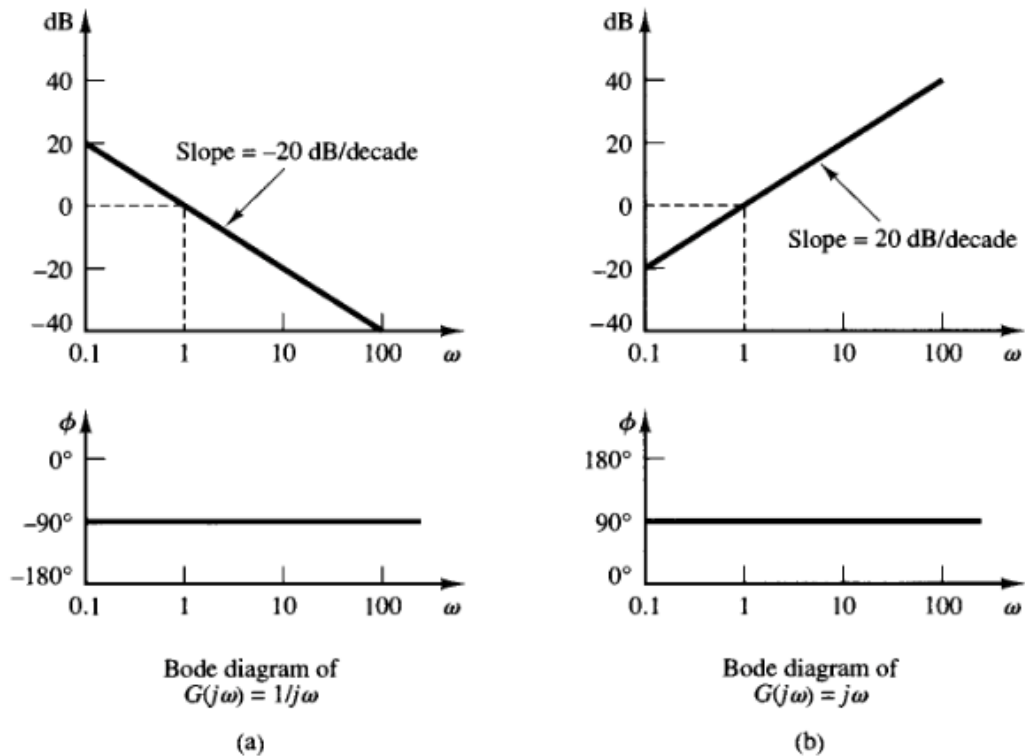 dB
40
20
0
−20
−40
Slope = −20 dB/decade
0.1 1 10 100 ω
ϕ
0°
−90°
−180°
0.1 1 10 100 ω
Bode diagram of
G(jω) = 1/jω
(a)
dB
40
20
0
−20
−40
Slope = 20 dB/decade
0.1 1 10 100 ω
ϕ
180°
90°
0°
0.1 1 10 100 ω
Bode diagram of
G(jω) = jω
(b)